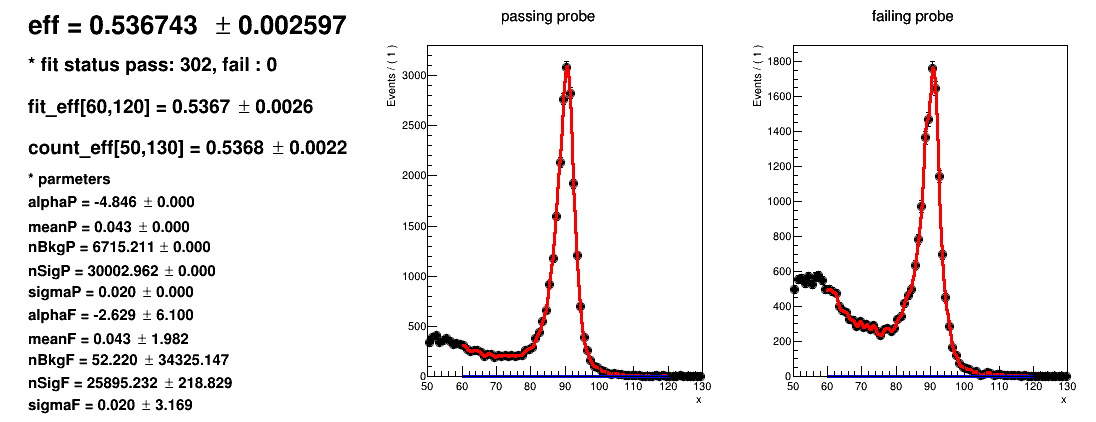 eff = 0.536743 ± 0.002597
* fit status pass: 302, fail : 0
fit_eff[60,120] = 0.5367 ± 0.0026
count_eff[50,130] = 0.5368 ± 0.0022
* parmeters
alphaP = -4.846 ± 0.000
meanP = 0.043 ± 0.000
nBkgP = 6715.211 ± 0.000
nSigP = 30002.962 ± 0.000
sigmaP = 0.020 ± 0.000
alphaF = -2.629 ± 6.100
meanF = 0.043 ± 1.982
nBkgF = 52.220 ± 34325.147
nSigF = 25895.232 ± 218.829
sigmaF = 0.020 ± 3.169
passing probe
Events / ( 1 )
3000
2500
2000
1500
1000
500
0
50 60 70 80 90 100 110 120 130
x
failing probe
Events / ( 1 )
1800
1600
1400
1200
1000
800
600
400
200
0
50 60 70 80 90 100 110 120 130
x